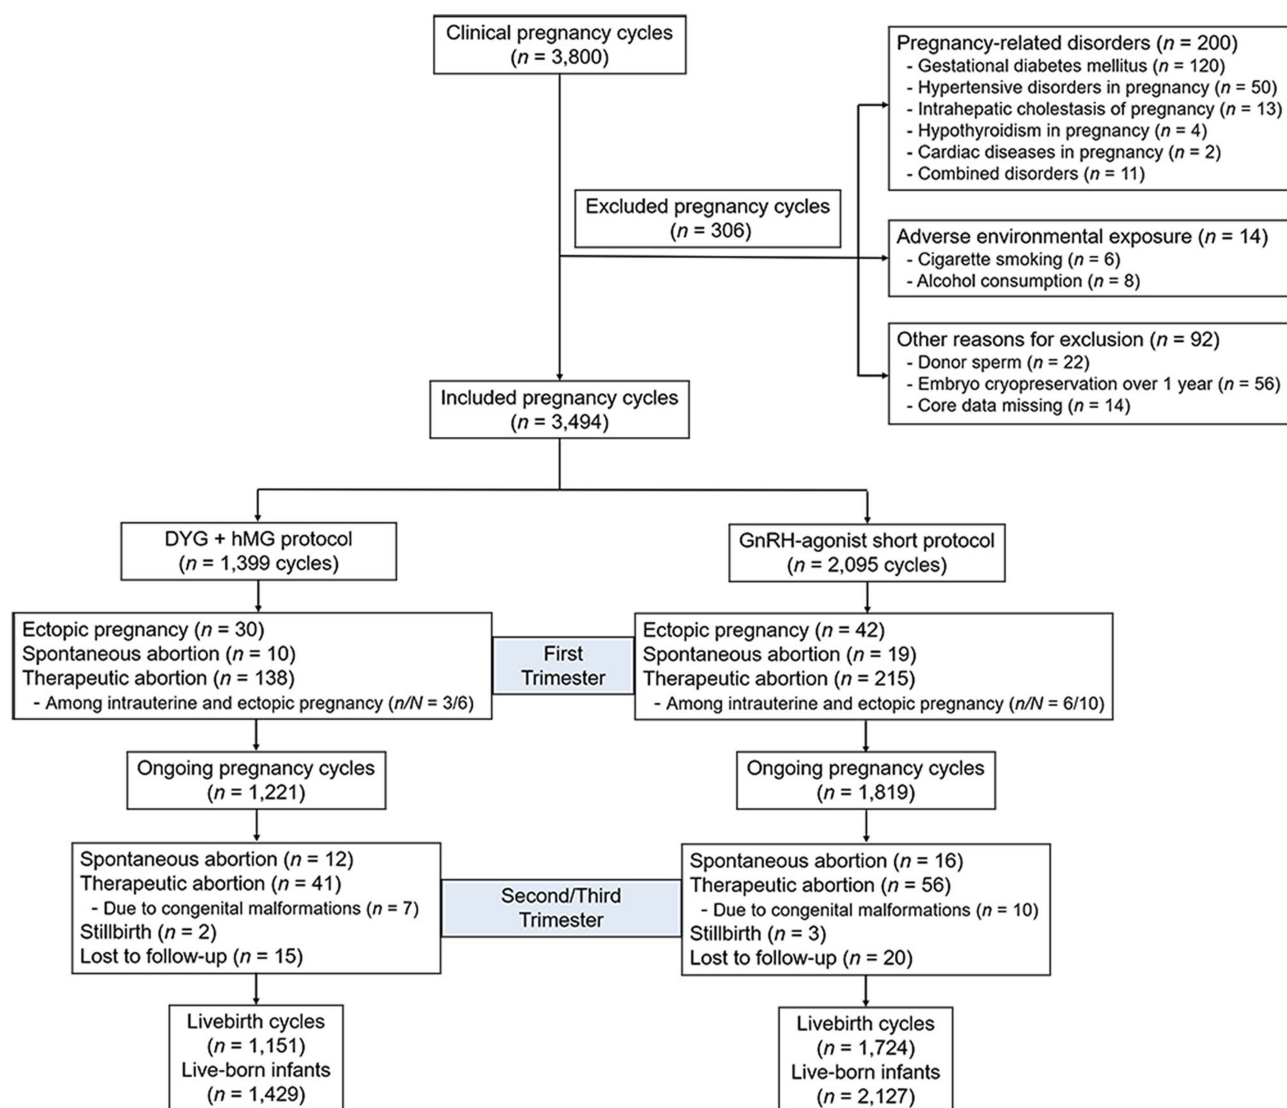 Clinical pregnancy cycles
(n = 3,800)
Pregnancy-related disorders (n = 200)
- Gestational diabetes mellitus (n = 120)
- Hypertensive disorders in pregnancy (n = 50)
- Intrahepatic cholestasis of pregnancy (n = 13)
- Hypothyroidism in pregnancy (n = 4)
- Cardiac diseases in pregnancy (n = 2)
- Combined disorders (n = 11)
Excluded pregnancy cycles
(n = 306)
Adverse environmental exposure (n = 14)
- Cigarette smoking (n = 6)
- Alcohol consumption (n = 8)
Other reasons for exclusion (n = 92)
- Donor sperm (n = 22)
- Embryo cryopreservation over 1 year (n = 56)
- Core data missing (n = 14)
Included pregnancy cycles
(n = 3,494)
DYG + hMG protocol
(n = 1,399 cycles)
GnRH-agonist short protocol
(n = 2,095 cycles)
Ectopic pregnancy (n = 30)
Spontaneous abortion (n = 10)
Therapeutic abortion (n = 138)
- Among intrauterine and ectopic pregnancy (n/N = 3/6)
First
Trimester
Ectopic pregnancy (n = 42)
Spontaneous abortion (n = 19)
Therapeutic abortion (n = 215)
- Among intrauterine and ectopic pregnancy (n/N = 6/10)
Ongoing pregnancy cycles
(n = 1,221)
Ongoing pregnancy cycles
(n = 1,819)
Spontaneous abortion (n = 12)
Therapeutic abortion (n = 41)
- Due to congenital malformations (n = 7)
Stillbirth (n = 2)
Lost to follow-up (n = 15)
Second/Third
Trimester
Spontaneous abortion (n = 16)
Therapeutic abortion (n = 56)
- Due to congenital malformations (n = 10)
Stillbirth (n = 3)
Lost to follow-up (n = 20)
Livebirth cycles
(n = 1,151)
Live-born infants
(n = 1,429)
Livebirth cycles
(n = 1,724)
Live-born infants
(n = 2,127)